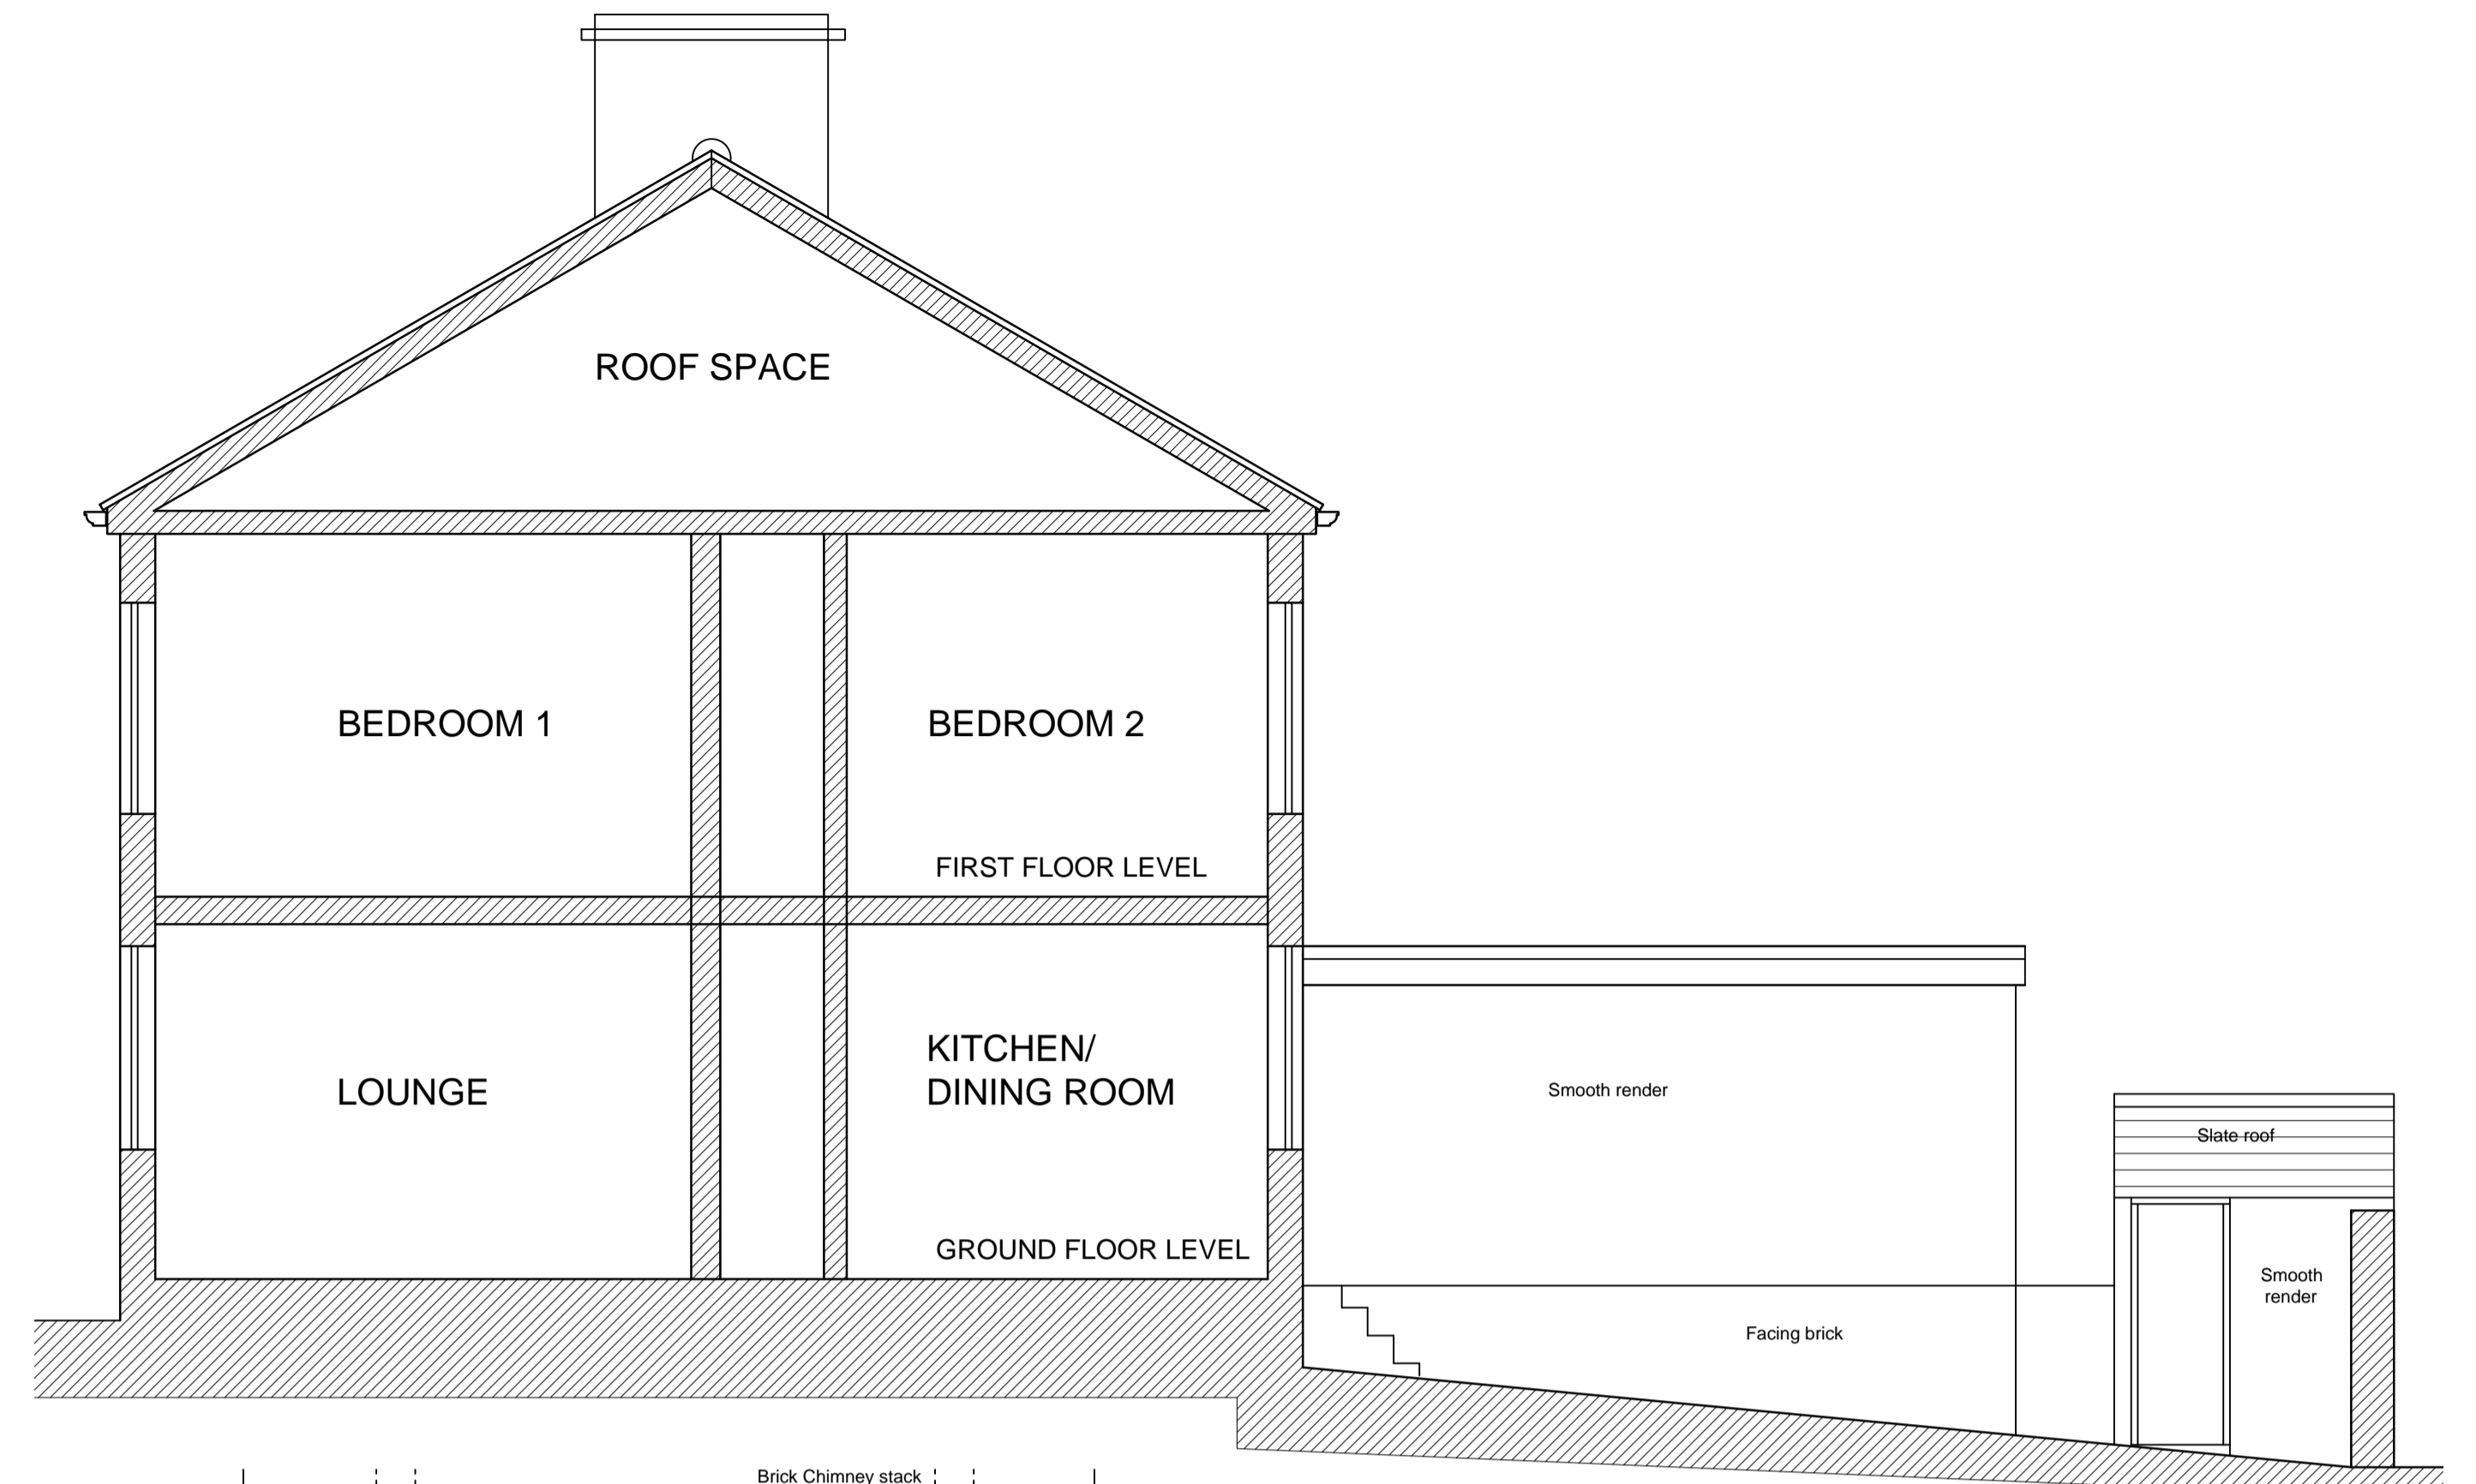 ROOF SPACE
BEDROOM 1
BEDROOM 2
FIRST FLOOR LEVEL
KITCHEN/
DINING ROOM
LOUNGE
GROUND FLOOR LEVEL
Smooth render
Slate roof
Smooth
render
Facing brick
Brick Chimney stack